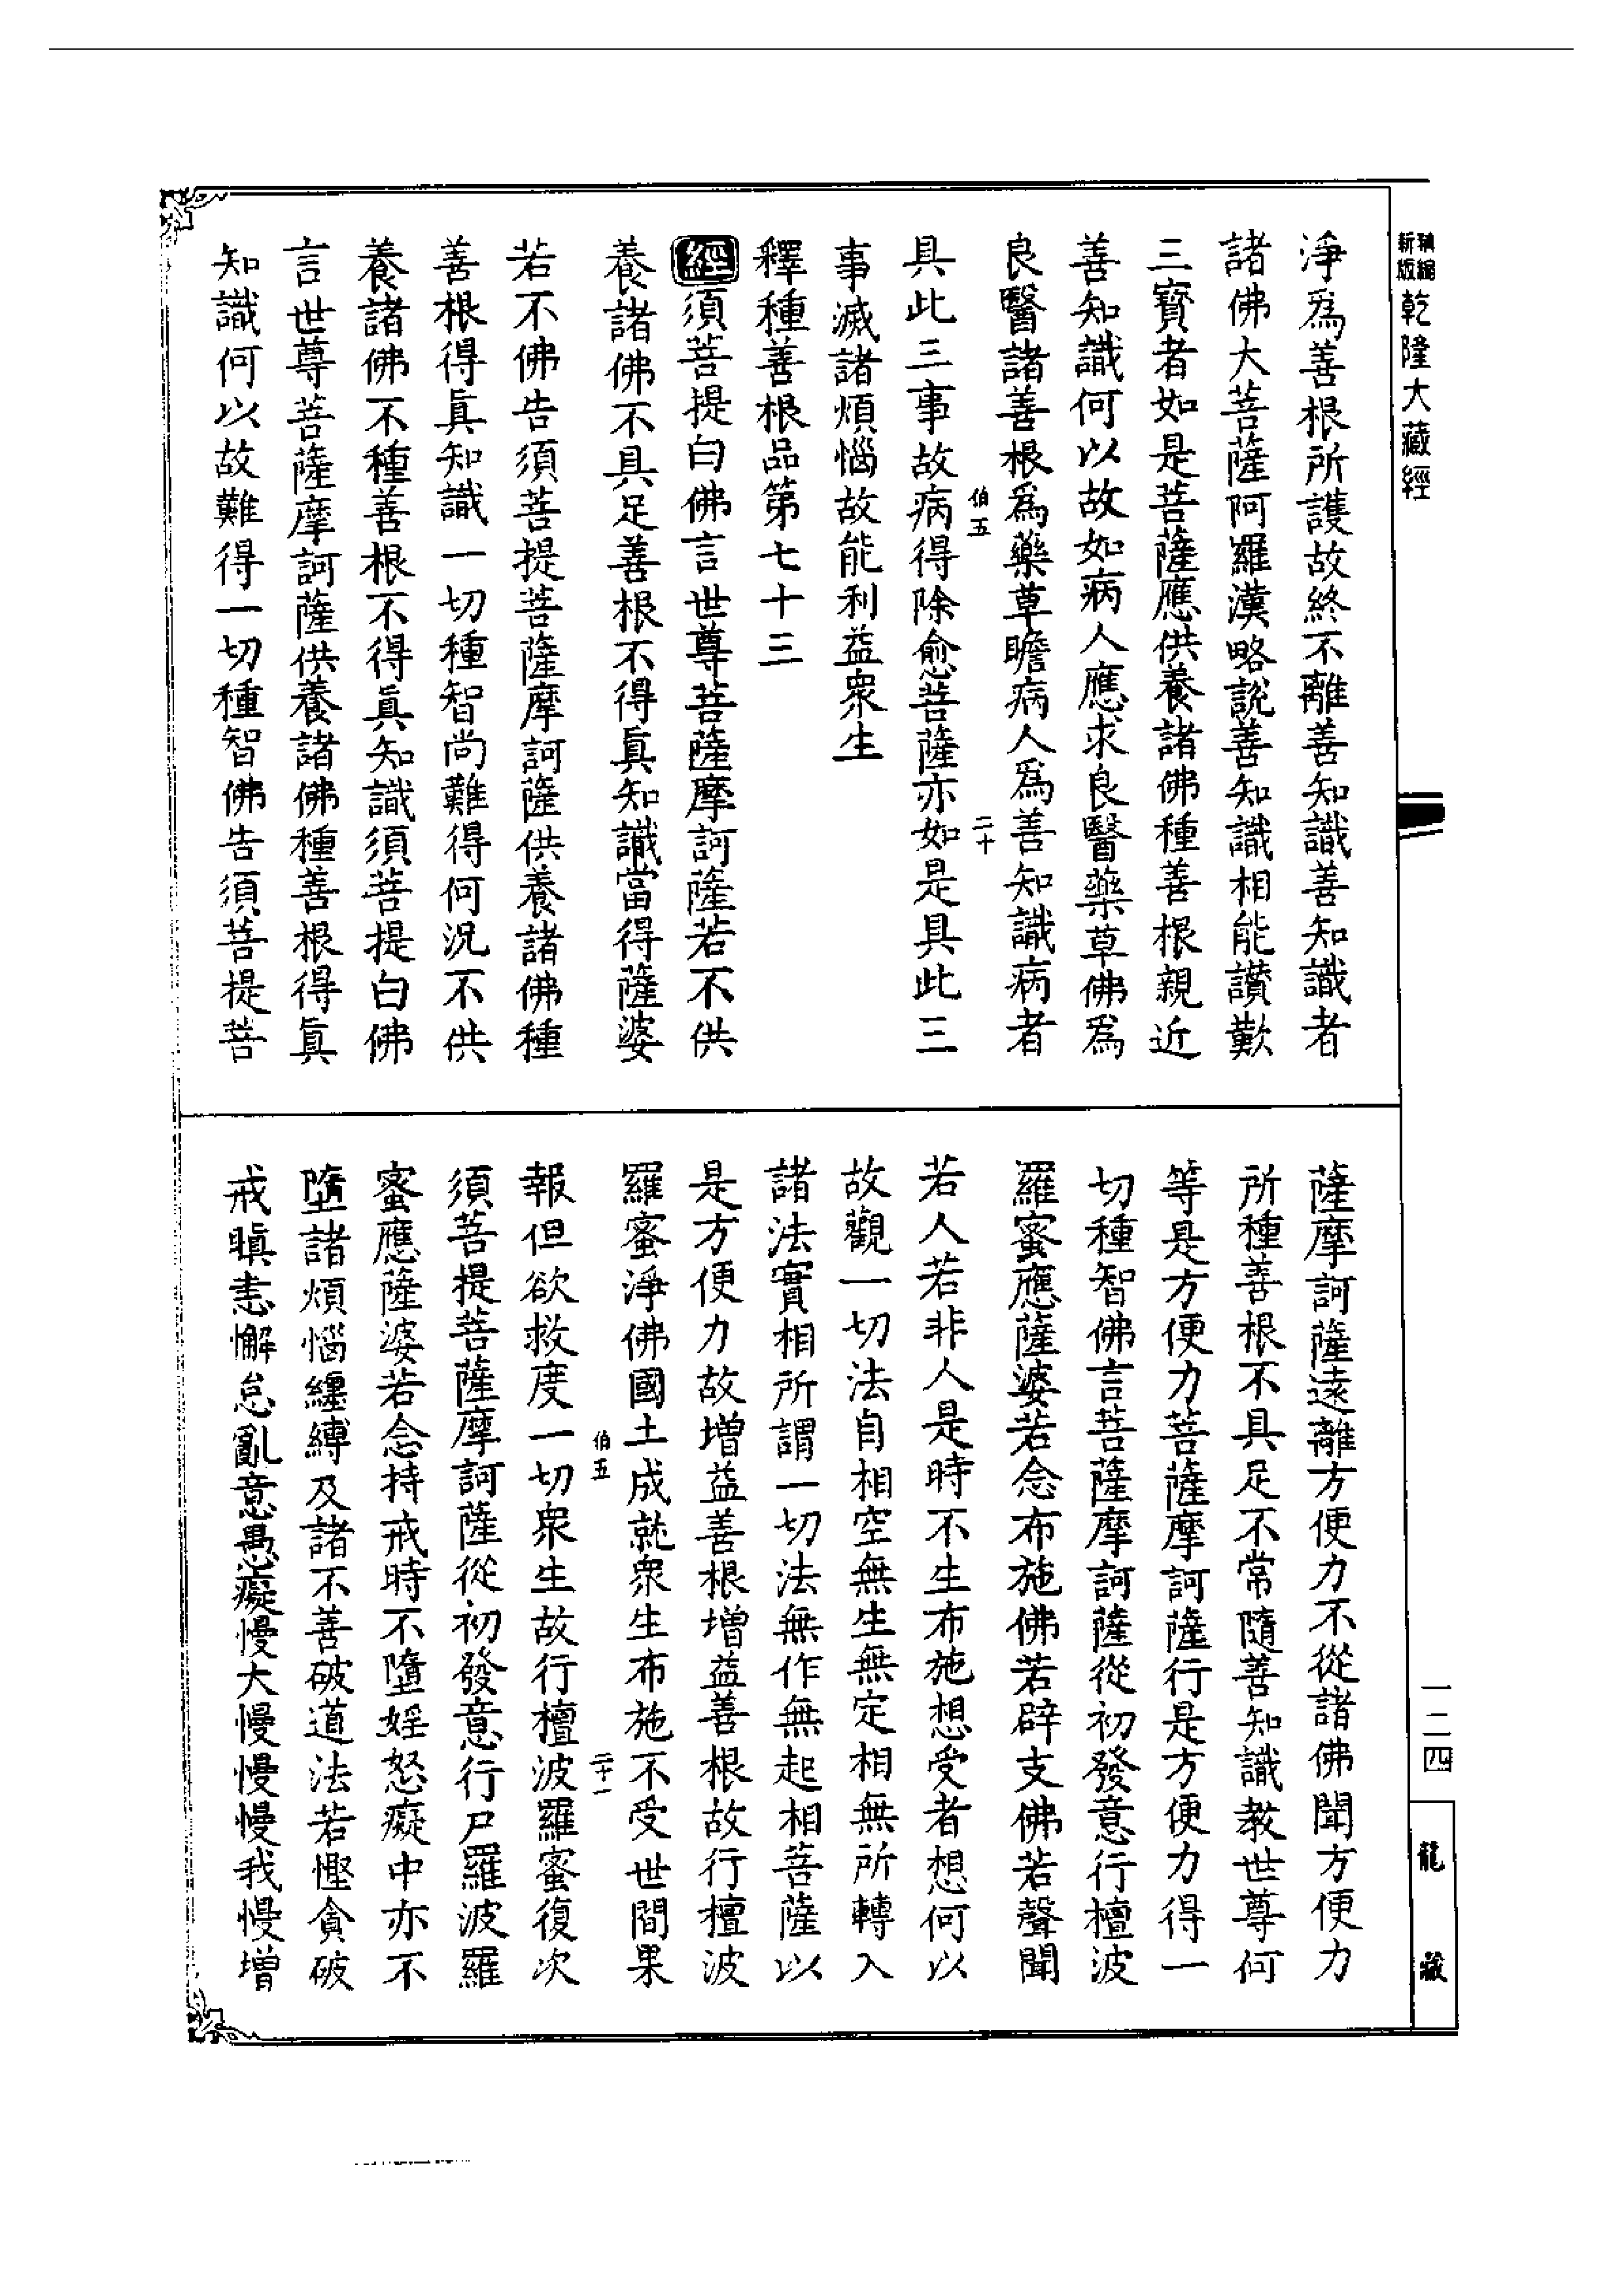 新版
縮
乾隆大藏經
淨為善根所護故終不離善知識善知識者
諸佛大菩薩阿羅漢略說善知識相能讚歎
三寶者如是菩薩應供養諸佛種善根親近
善知識何以故如病人應求良醫藥草佛為
良醫諸善根為藥草瞻病人為善知識病者
伯五
二十
具此三事故病得除愈菩薩亦如是具此三
事滅諸煩惱故能利益衆生
釋種善根品第七十三
經須菩提白佛言世尊菩薩摩訶薩若不供
養諸佛不具足善根不得眞知識當得薩婆
若不佛告須菩提菩薩摩訶薩供養諸佛種
善根得眞知識一切種智尚難得何況不供
養諸佛不種善根不得眞知識須菩提白佛
言世尊菩薩摩訶薩供養諸佛種善根得眞
知識何以故難得一切種智佛告須菩提菩
薩摩訶薩遠離方便力不從諸佛聞方便力
所種善根不具足不常隨善知識教世尊何
等是方便力菩薩摩訶薩行是方便力得一
切種智佛言菩薩摩訶薩從初發意行檀波
羅蜜應薩婆若念布施佛若辟支佛若聲聞
若人若非人是時不生布施想受者想何以
故觀一切法自相空無生無定相無所轉入
諸法實相所謂一切法無作無起相菩薩以
是方便力故增益善根增益善根故行檀波
羅蜜淨佛國土成就衆生布施不受世間果
伯五
二十一
報但欲救度一切衆生故行檀波羅蜜復次
須菩提菩薩摩訶薩從初發意行尸羅波羅
蜜應薩婆若念持戒時不墮婬怒癡中亦不
墮諸煩惱纏縛及諸不善破道法若慳貪破
戒瞋恚懈怠亂意愚癡慢大慢慢慢我慢增
一二四
龍藏